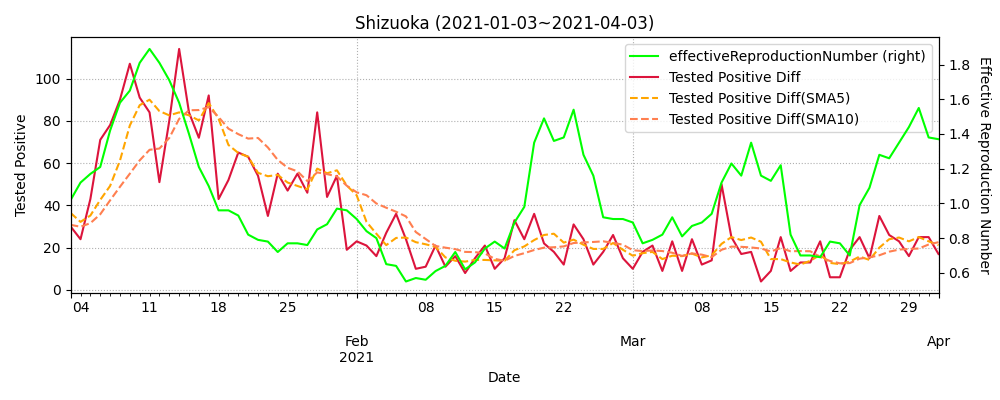 Shizuoka (2021-01-03~2021-04-03)
effectiveReproductionNumber (right)
Tested Positive Diff
Tested Positive Diff(SMA5)
Tested Positive Diff(SMA10)
Tested Positive
100
80
60
40
20
0
1.8
1.6
1.4
1.2
1.0
0.8
0.6
Effective Reproduction Number
04 11 18 25 08 15 22 08 15 22 29
Feb Mar Apr
2021
Date